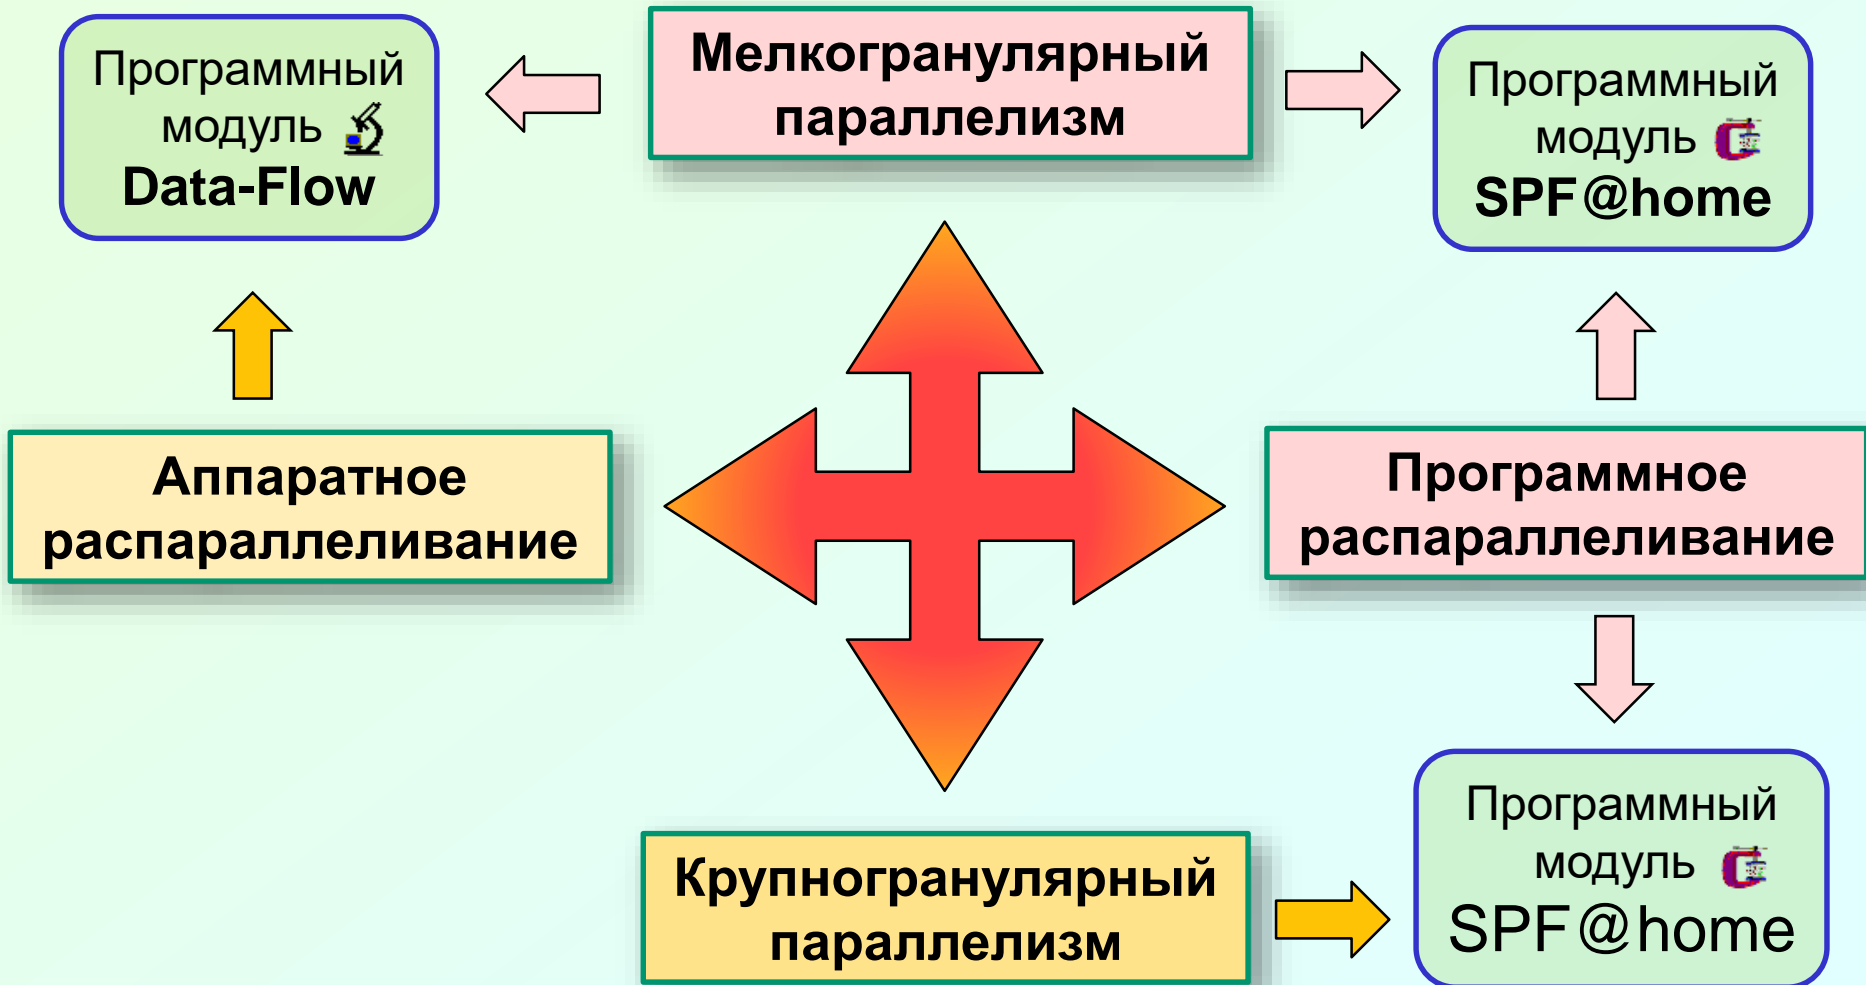 Программный
модуль
Data-Flow
Мелкогранулярный
параллелизм
Программный
модуль
SPF@home
Аппаратное
распараллеливание
Программное
распараллеливание
Крупногранулярный
параллелизм
Программный
модуль
SPF@home